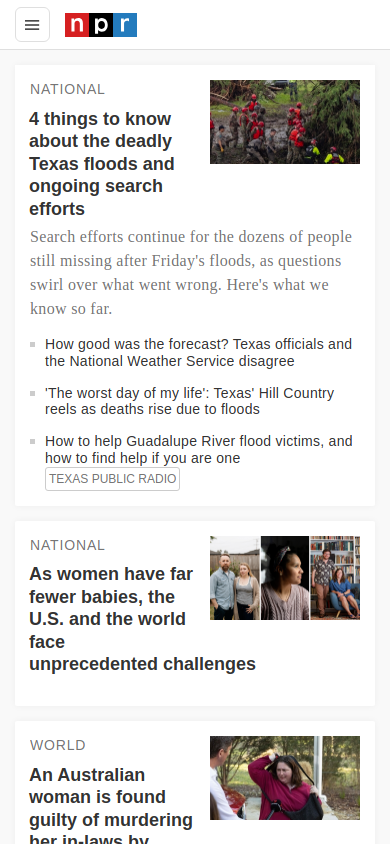 npr
NATIONAL
4 things to know
about the deadly
Texas floods and
ongoing search
efforts
Search efforts continue for the dozens of people
still missing after Friday's floods, as questions
swirl over what went wrong. Here's what we
know so far.
How good was the forecast? Texas officials and
the National Weather Service disagree
'The worst day of my life': Texas' Hill Country
reels as deaths rise due to floods
How to help Guadalupe River flood victims, and
how to find help if you are one
TEXAS PUBLIC RADIO
NATIONAL
As women have far
fewer babies, the
U.S. and the world
face
unprecedented challenges
WORLD
An Australian
woman is found
guilty of murdering
her in-laws by